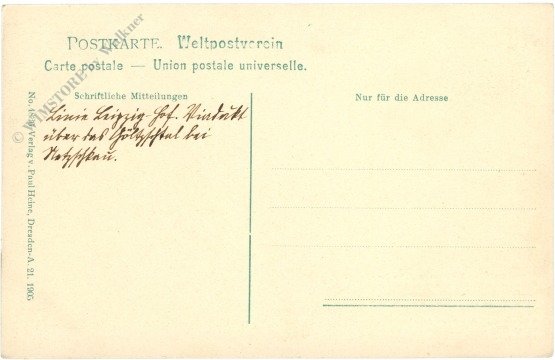 POSTKARTE. Weltpostverein
Carte postale — Union postale universelle.
Schriftliche Mitteilungen
Nur für die Adresse
Linie Leipzig-Hof. Viadukt
über das Göltzschtal bei
Netzschkau.
Verlag v. Paul Heine, Dresden-A. 21. 1905